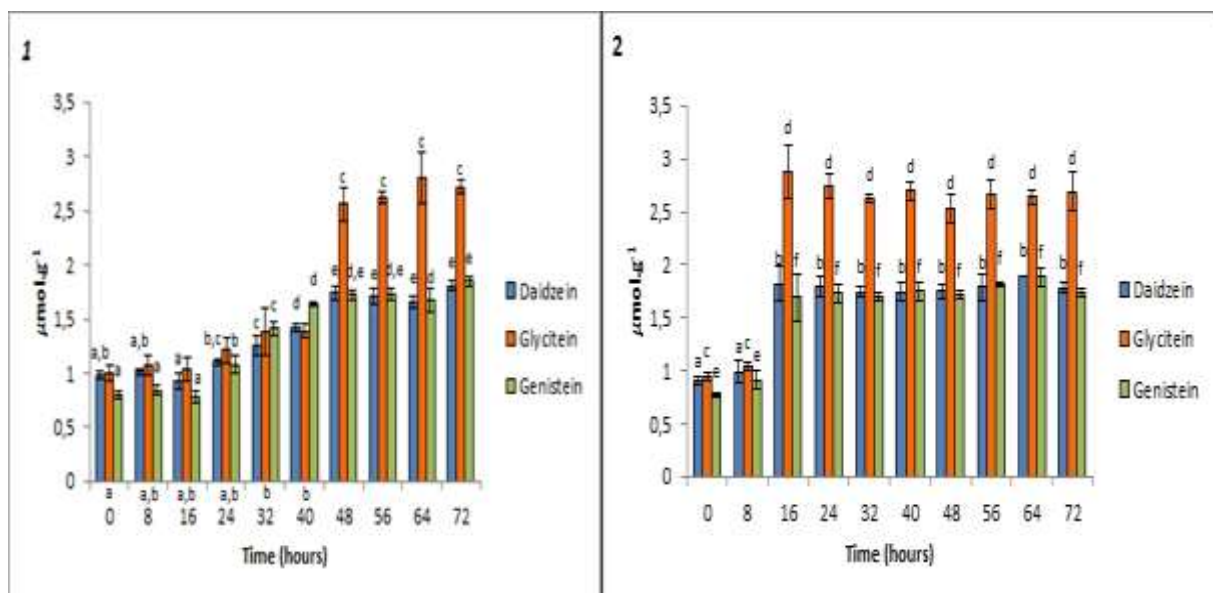 1
3,5
3
2,5
2
1,5
1
0,5
0
μmol.g⁻¹
a,b a
a,b a
a a
b,c b
c c
d d
c e d,e
c e d,e
c e d
c e e
a a,b a,b a,b b b
0 8 16 24 32 40 48 56 64 72
Time (hours)
Daidzein
Glycitein
Genistein
2
3,5
3
2,5
2
1,5
1
0,5
0
μmol.g⁻¹
a c e
a c e
d b f
d b f
d b f
d b f
d b f
d b f
d b f
d b f
0 8 16 24 32 40 48 56 64 72
Time (hours)
Daidzein
Glycitein
Genistein